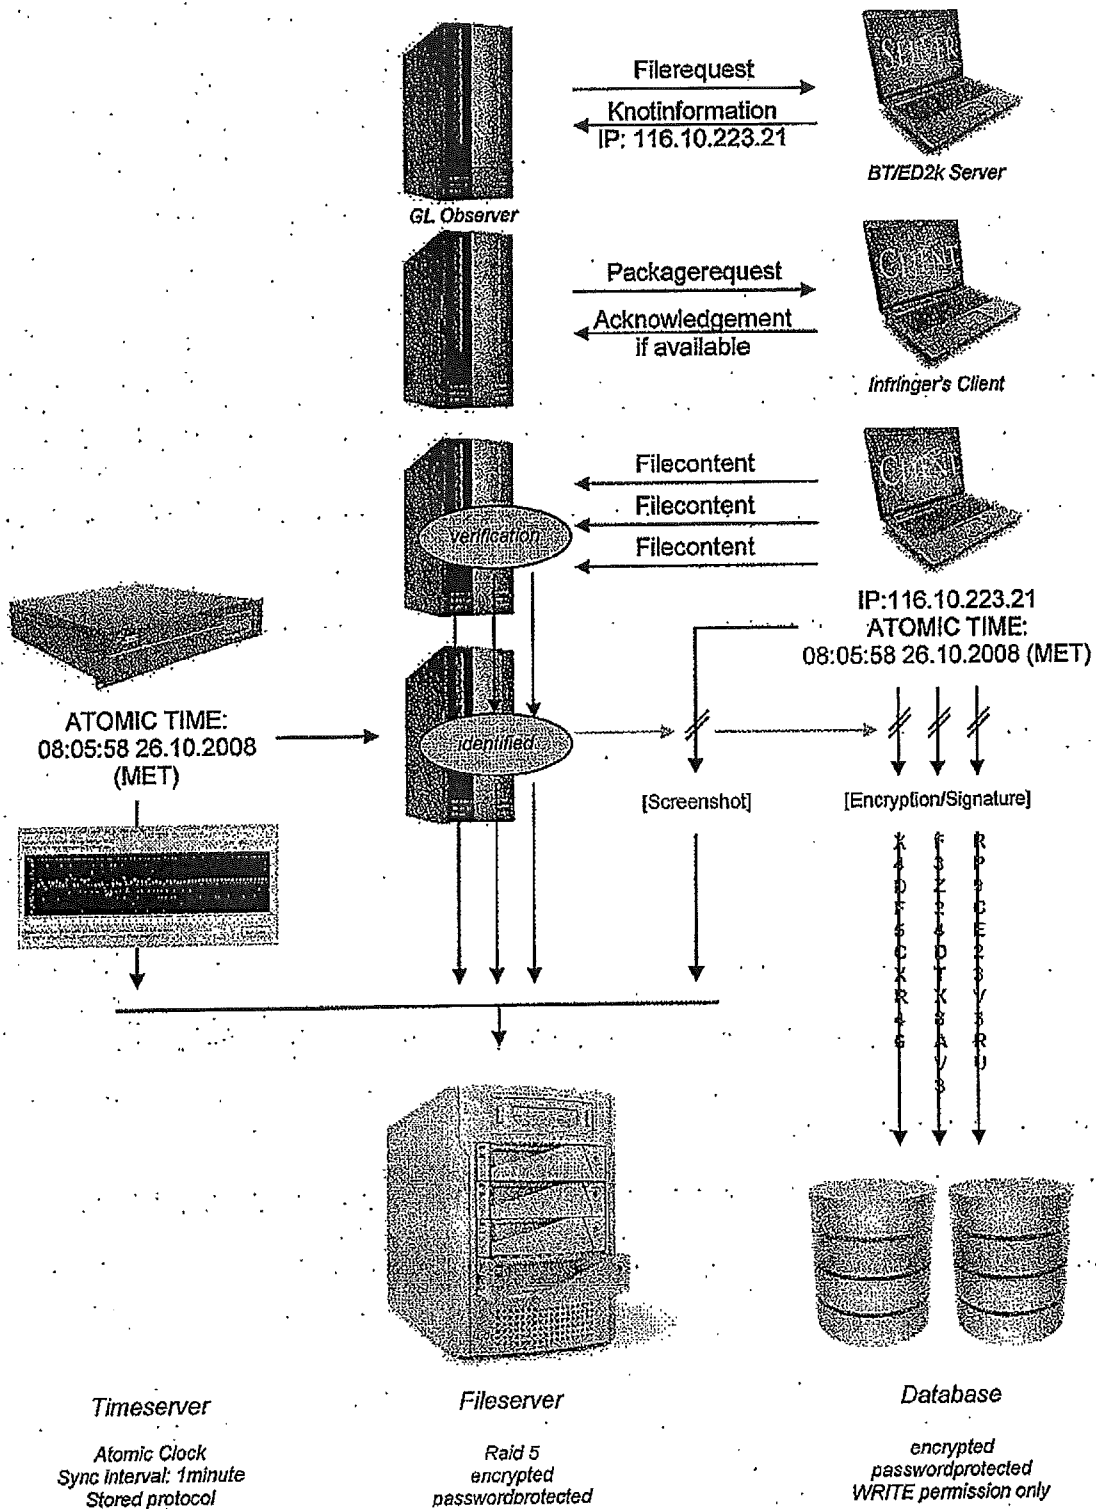 SERVER
Filerequest
Knotinformation
IP: 116.10.223.21
BT/ED2k Server
GL Observer
CLIENT
Packagerequest
Acknowledgement
if available
Infringer's Client
CLIENT
Filecontent
Filecontent
Filecontent
verification
IP:116.10.223.21
ATOMIC TIME:
08:05:58 26.10.2008 (MET)
ATOMIC TIME:
08:05:58 26.10.2008
(MET)
identified
[Screenshot]
[Encryption/Signature]
Timeserver
Atomic Clock
Sync Interval: 1minute
Stored protocol
Fileserver
Raid 5
encrypted
passwordprotected
Database
encrypted
passwordprotected
WRITE permission only